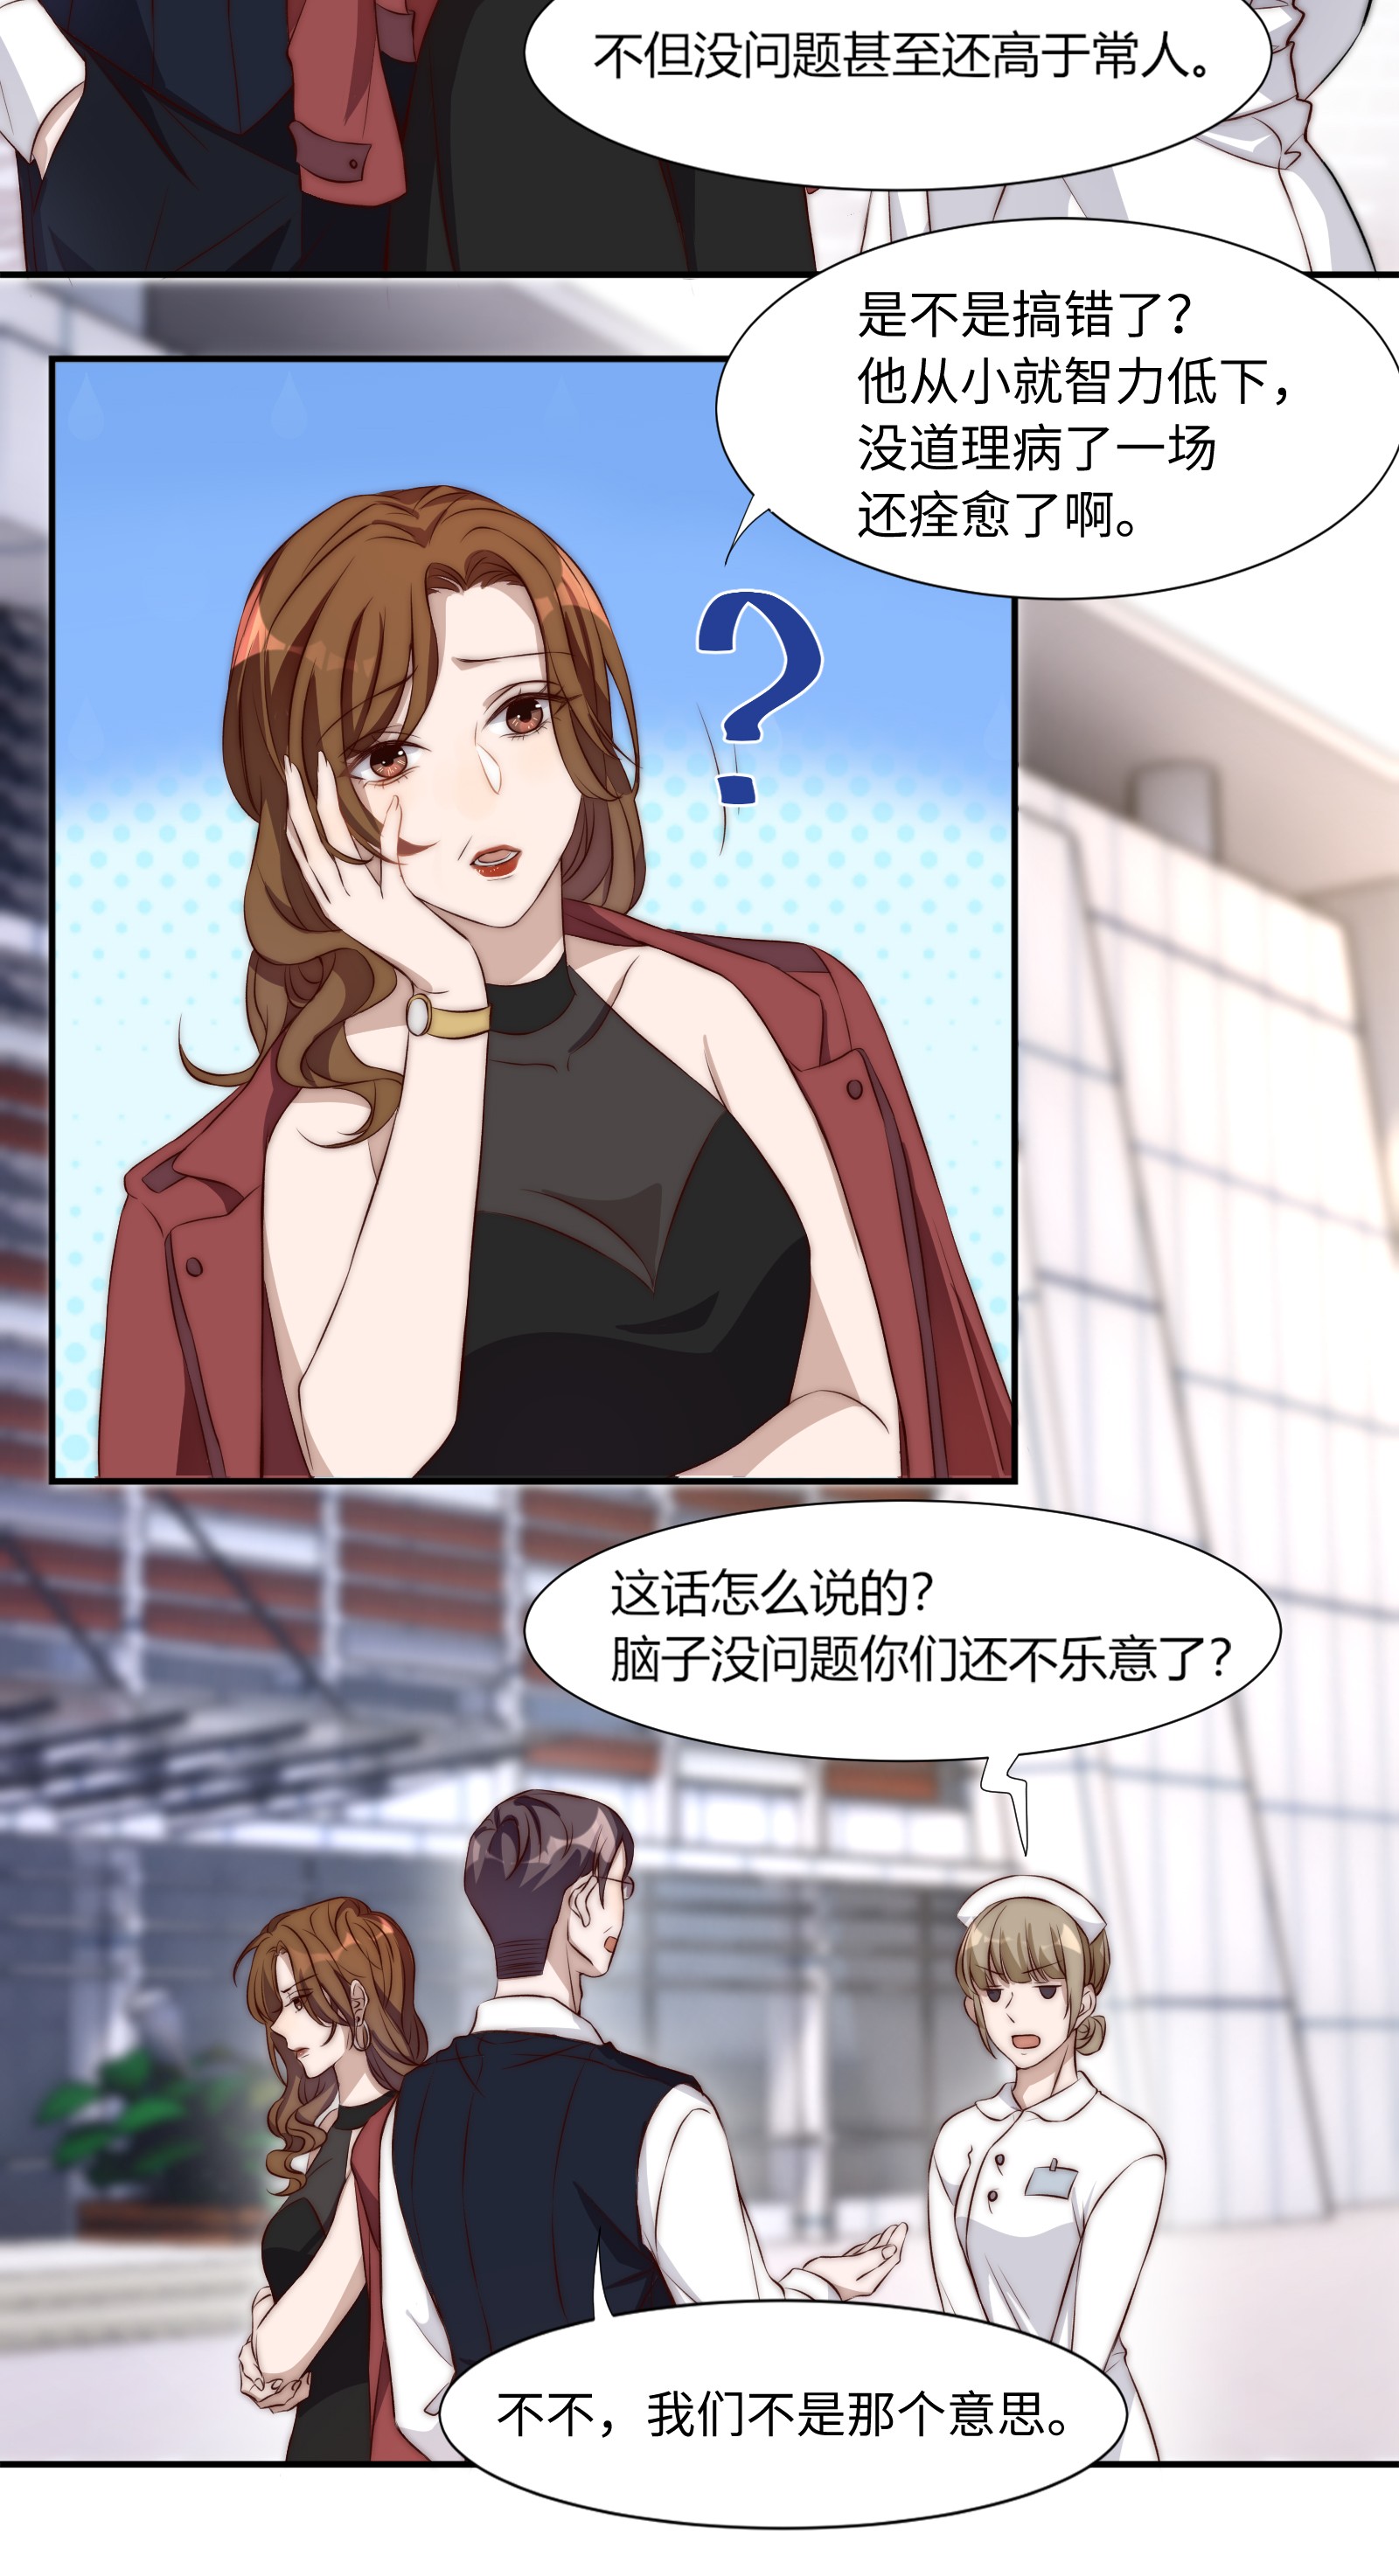 不但没问题甚至还高于常人。
是不是搞错了？
他从小就智力低下，
没道理病了一场
还痊愈了啊。
?
这话怎么说的？
脑子没问题你们还不乐意了？
不不，我们不是那个意思。